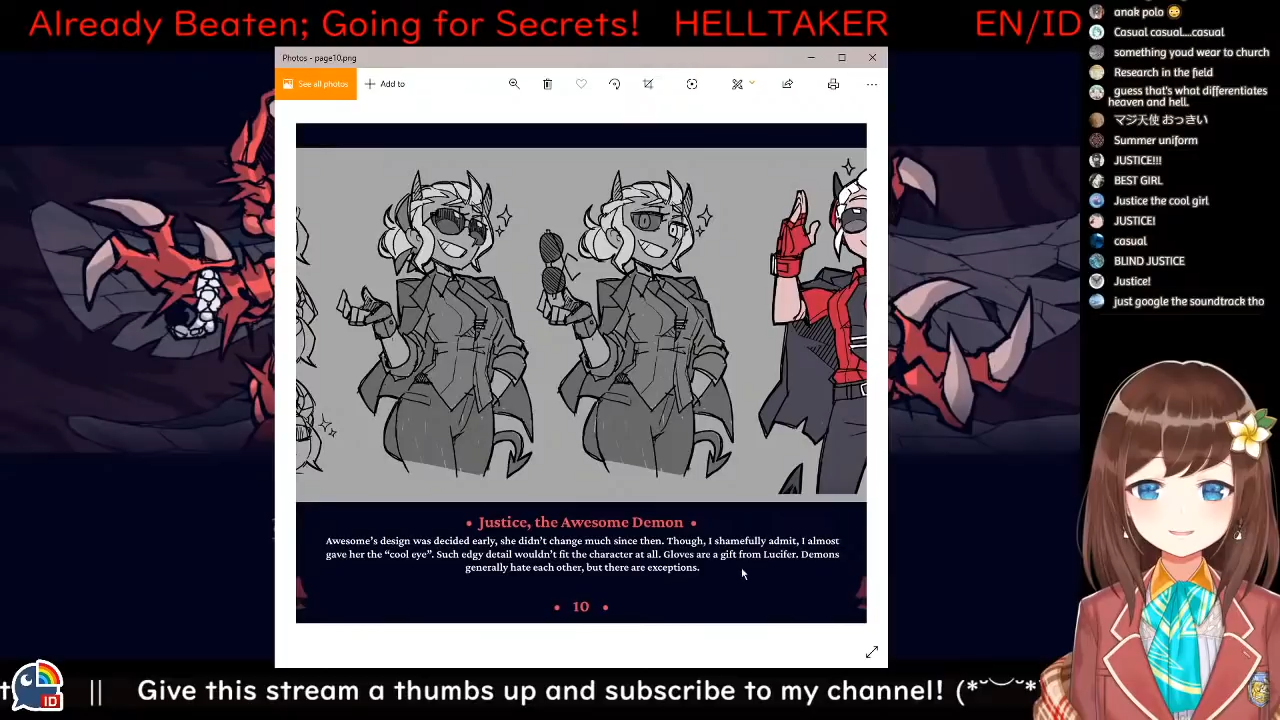 Already Beaten; Going for Secrets! HELLTAKER EN/ID
Photos - page10.png
See all photos
Add to
• Justice, the Awesome Demon •
Awesome's design was decided early, she didn't change much since then. Though, I shamefully admit, I almost
gave her the “cool eye”. Such edgy detail wouldn't fit the character at all. Gloves are a gift from Lucifer. Demons
generally hate each other, but there are exceptions.
• 10 •
anak polo 😳
Casual casual....casual
something youd wear to church
Research in the field
guess that's what differentiates
heaven and hell.
マジ天使 おっきい
Summer uniform
JUSTICE!!!
BEST GIRL
Justice the cool girl
JUSTICE!
casual
BLIND JUSTICE
Justice!
just google the soundtrack tho
ID
|| Give this stream a thumbs up and subscribe to my channel! (*˘︶˘*